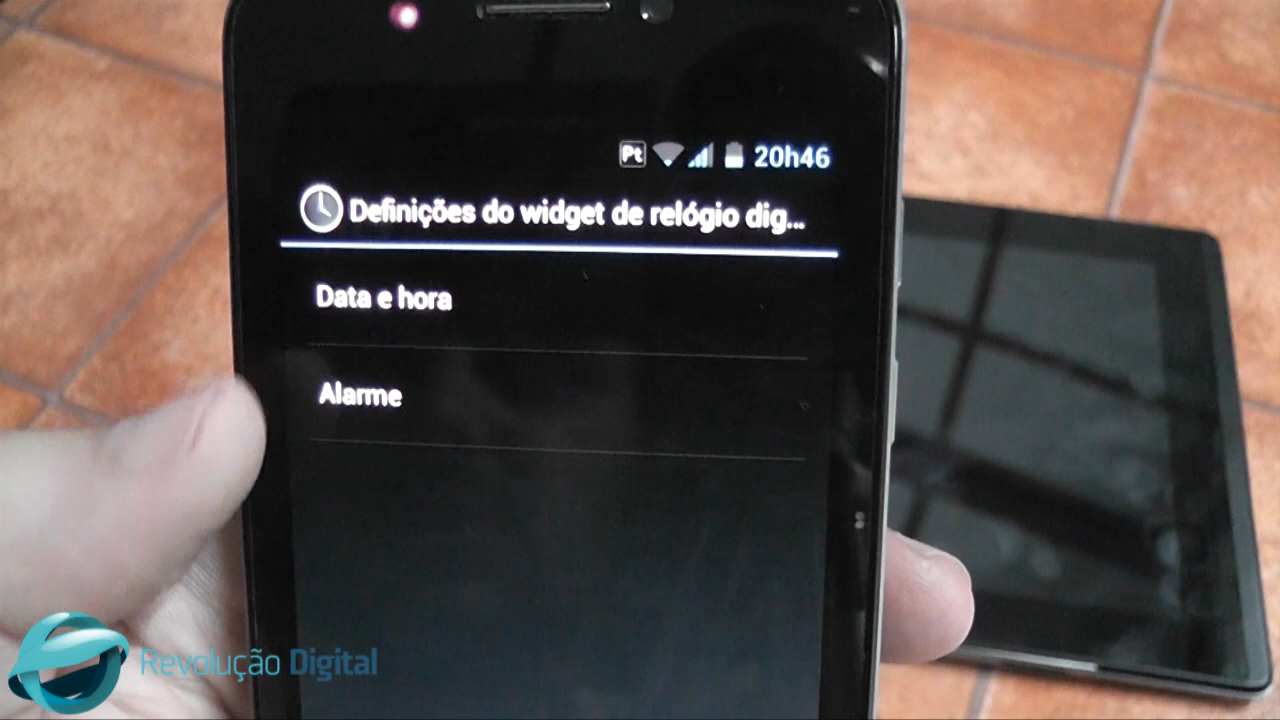 Pt 20h46
Definições do widget de relógio dig...
Data e hora
Alarme
Revolução Digital